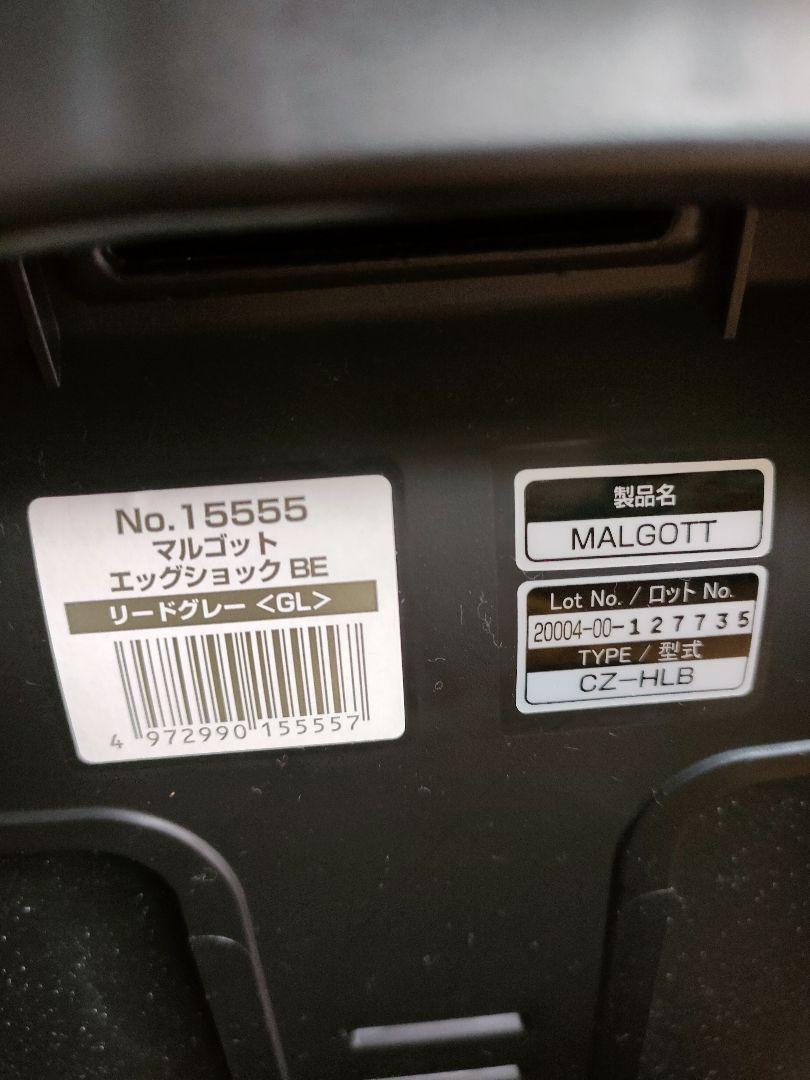 No.15555
マルゴット
エッグショック BE
リードグレー <GL>
4 972990 155557
製品名
MALGOTT
Lot No. / ロット No.
20004-00-127735
TYPE / 型式
CZ-HLB